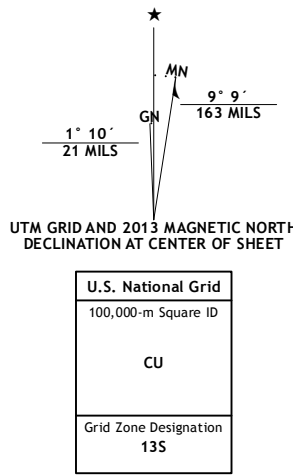 ★
MN
GN
9° 9´
163 MILS
1° 10´
21 MILS
UTM GRID AND 2013 MAGNETIC NORTH
DECLINATION AT CENTER OF SHEET
U.S. National Grid
100,000-m Square ID
CU
Grid Zone Designation
13S